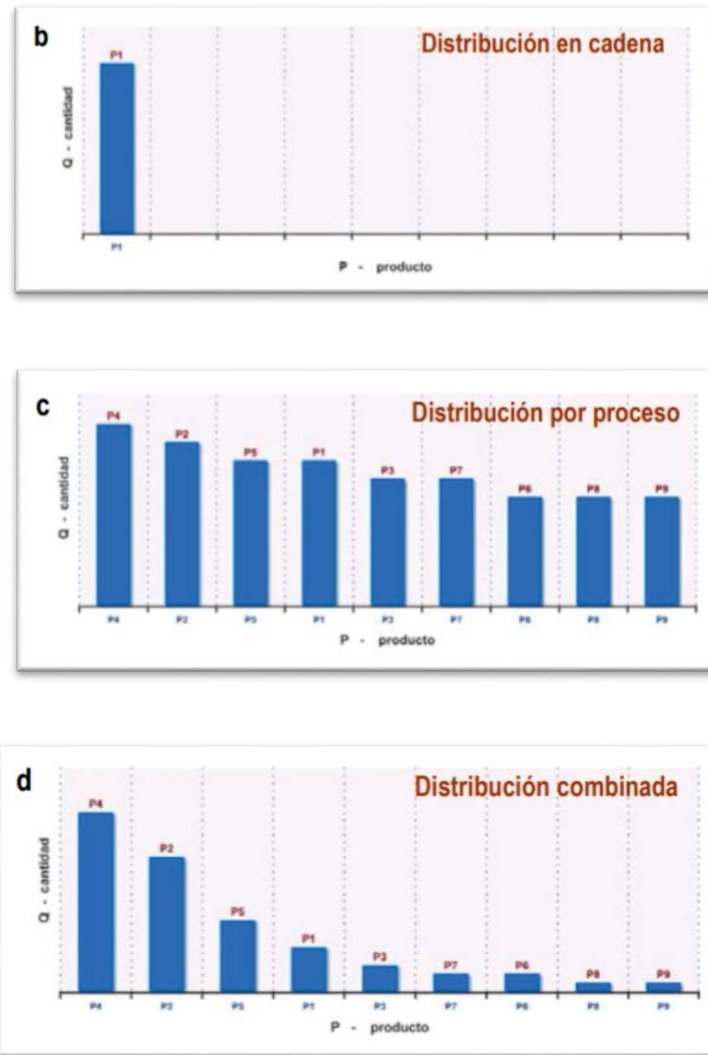 b
Distribución en cadena
P1
Q - cantidad
P1
P - producto
c
Distribución por proceso
P4
P2
P5
P1
P3
P7
P6
P8
P9
Q - cantidad
P4 P2 P5 P1 P3 P7 P6 P8 P9
P - producto
d
Distribución combinada
P4
P2
P5
P1
P3
P7
P6
P8
P9
Q - cantidad
P4 P2 P5 P1 P3 P7 P6 P8 P9
P - producto